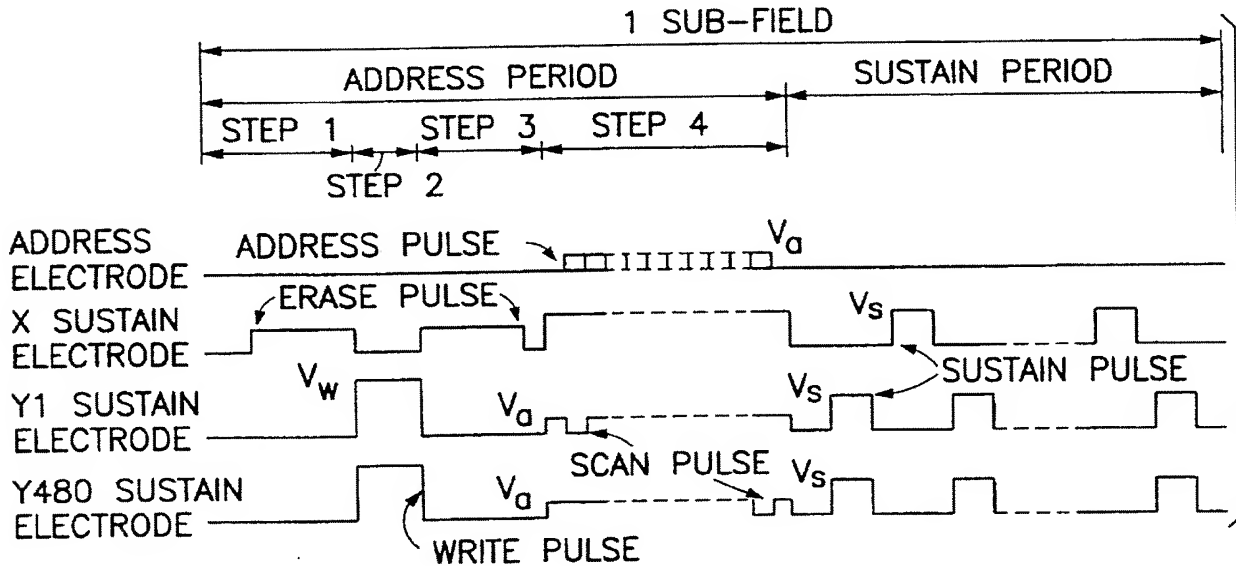 1 SUB-FIELD
ADDRESS PERIOD
SUSTAIN PERIOD
STEP 1
STEP 3
STEP 4
STEP 2
ADDRESS
ELECTRODE
ADDRESS PULSE
Va
ERASE PULSE
X SUSTAIN
ELECTRODE
Vs
SUSTAIN PULSE
Vw
Y1 SUSTAIN
ELECTRODE
Va
Vs
SCAN PULSE
Y480 SUSTAIN
ELECTRODE
Va
Vs
WRITE PULSE